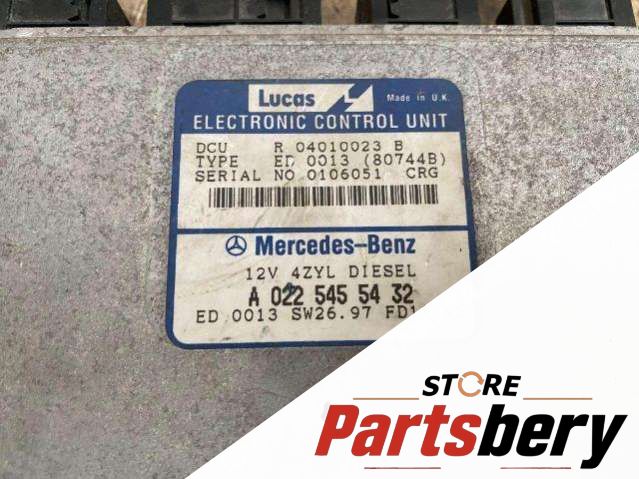 Lucas Made in U.K.
ELECTRONIC CONTROL UNIT
DCU R 04010023 B
TYPE ED 0013 (80744B)
SERIAL NO 0106051 CRG
Mercedes-Benz
12V 4ZYL DIESEL
A 022 545 54 32
ED 0013 SW26.97
STORE
Partsbery